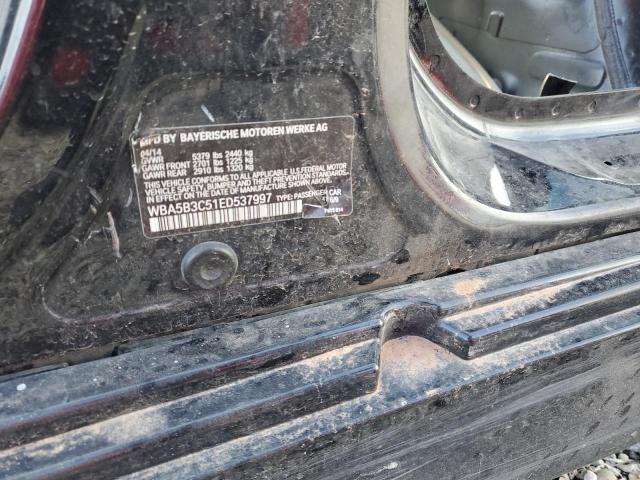 MFD BY BAYERISCHE MOTOREN WERKE AG
04/14
GVWR 5379 lbs 2440 kg
GAWR FRONT 2701 lbs 1225 kg
GAWR REAR 2910 lbs 1320 kg
THIS VEHICLE CONFORMS TO ALL APPLICABLE U.S. FEDERAL MOTOR
VEHICLE SAFETY, BUMPER AND THEFT PREVENTION STANDARDS
IN EFFECT ON THE DATE OF MANUFACTURE SHOWN ABOVE.
WBA5B3C51ED537997 TYPE: PASSENGER CAR